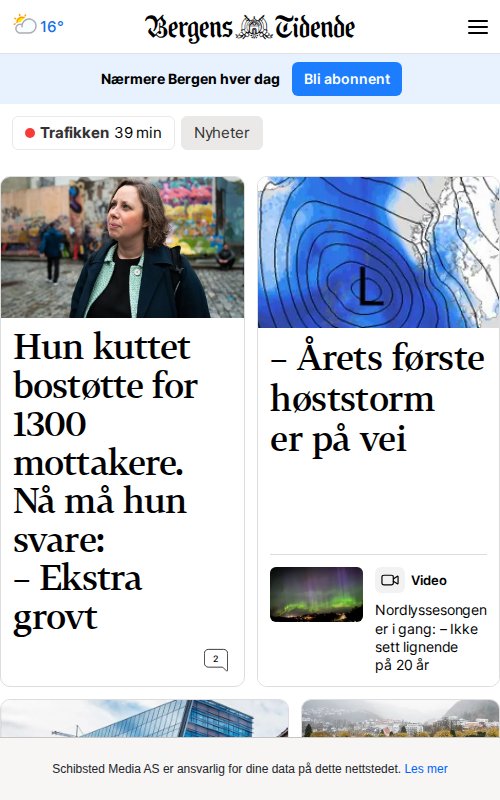 16°
Bergens Tidende
Nærmere Bergen hver dag
Bli abonnent
Trafikken 39 min
Nyheter
L
Hun kuttet
bostøtte for
1300
mottakere.
Nå må hun
svare:
– Ekstra
grovt
2
– Årets første
høststorm
er på vei
Video
Nordlyssesongen
er i gang: – Ikke
sett lignende
på 20 år
Schibsted Media AS er ansvarlig for dine data på dette nettstedet. Les mer